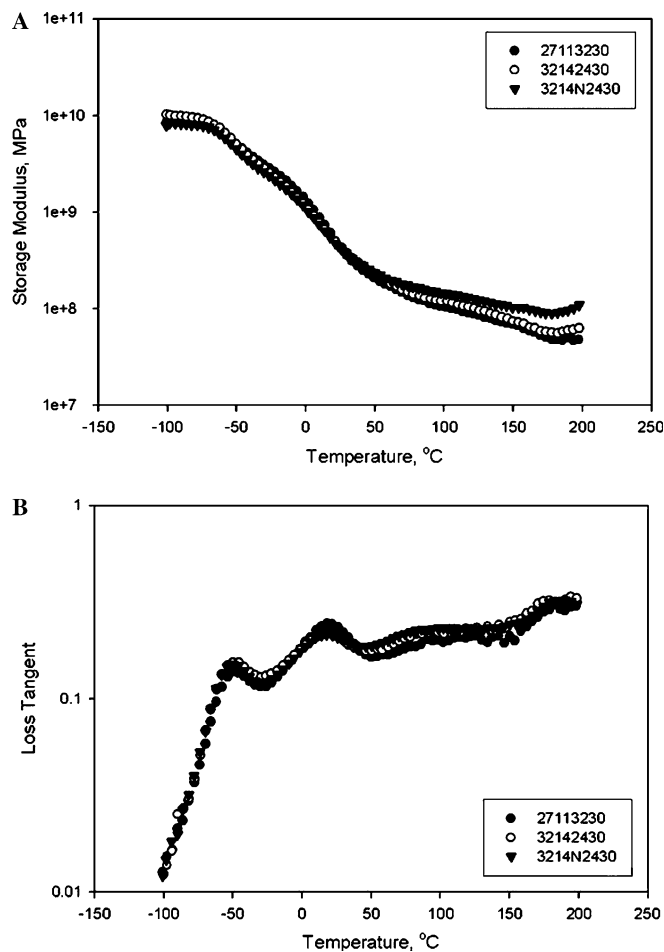 A
1e+11
27113230
32142430
3214N2430
1e+10
Storage Modulus, MPa
1e+9
1e+8
1e+7
-150 -100 -50 0 50 100 150 200 250
Temperature, °C
B
1
Loss Tangent
0.1
27113230
32142430
3214N2430
0.01
-150 -100 -50 0 50 100 150 200 250
Temperature, °C